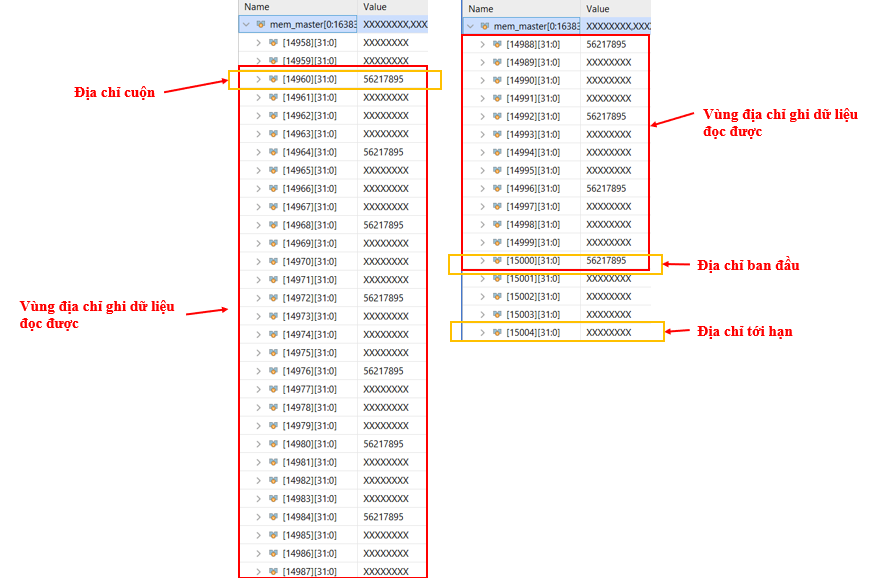 Name Value
mem_master[0:16383 XXXXXXXX,XXX
[14958][31:0] XXXXXXXX
[14959][31:0] XXXXXXXX
[14960][31:0] 56217895
[14961][31:0] XXXXXXXX
[14962][31:0] XXXXXXXX
[14963][31:0] XXXXXXXX
[14964][31:0] 56217895
[14965][31:0] XXXXXXXX
[14966][31:0] XXXXXXXX
[14967][31:0] XXXXXXXX
[14968][31:0] 56217895
[14969][31:0] XXXXXXXX
[14970][31:0] XXXXXXXX
[14971][31:0] XXXXXXXX
[14972][31:0] 56217895
[14973][31:0] XXXXXXXX
[14974][31:0] XXXXXXXX
[14975][31:0] XXXXXXXX
[14976][31:0] 56217895
[14977][31:0] XXXXXXXX
[14978][31:0] XXXXXXXX
[14979][31:0] XXXXXXXX
[14980][31:0] 56217895
[14981][31:0] XXXXXXXX
[14982][31:0] XXXXXXXX
[14983][31:0] XXXXXXXX
[14984][31:0] 56217895
[14985][31:0] XXXXXXXX
[14986][31:0] XXXXXXXX
[14987][31:0] XXXXXXXX
Địa chỉ cuộn
Vùng địa chỉ ghi dữ liệu
đọc được
Name Value
mem_master[0:16383 XXXXXXXX,XXX
[14988][31:0] 56217895
[14989][31:0] XXXXXXXX
[14990][31:0] XXXXXXXX
[14991][31:0] XXXXXXXX
[14992][31:0] 56217895
[14993][31:0] XXXXXXXX
[14994][31:0] XXXXXXXX
[14995][31:0] XXXXXXXX
[14996][31:0] 56217895
[14997][31:0] XXXXXXXX
[14998][31:0] XXXXXXXX
[14999][31:0] XXXXXXXX
[15000][31:0] 56217895
[15001][31:0] XXXXXXXX
[15002][31:0] XXXXXXXX
[15003][31:0] XXXXXXXX
[15004][31:0] XXXXXXXX
Vùng địa chỉ ghi dữ liệu
đọc được
Địa chỉ ban đầu
Địa chỉ tới hạn